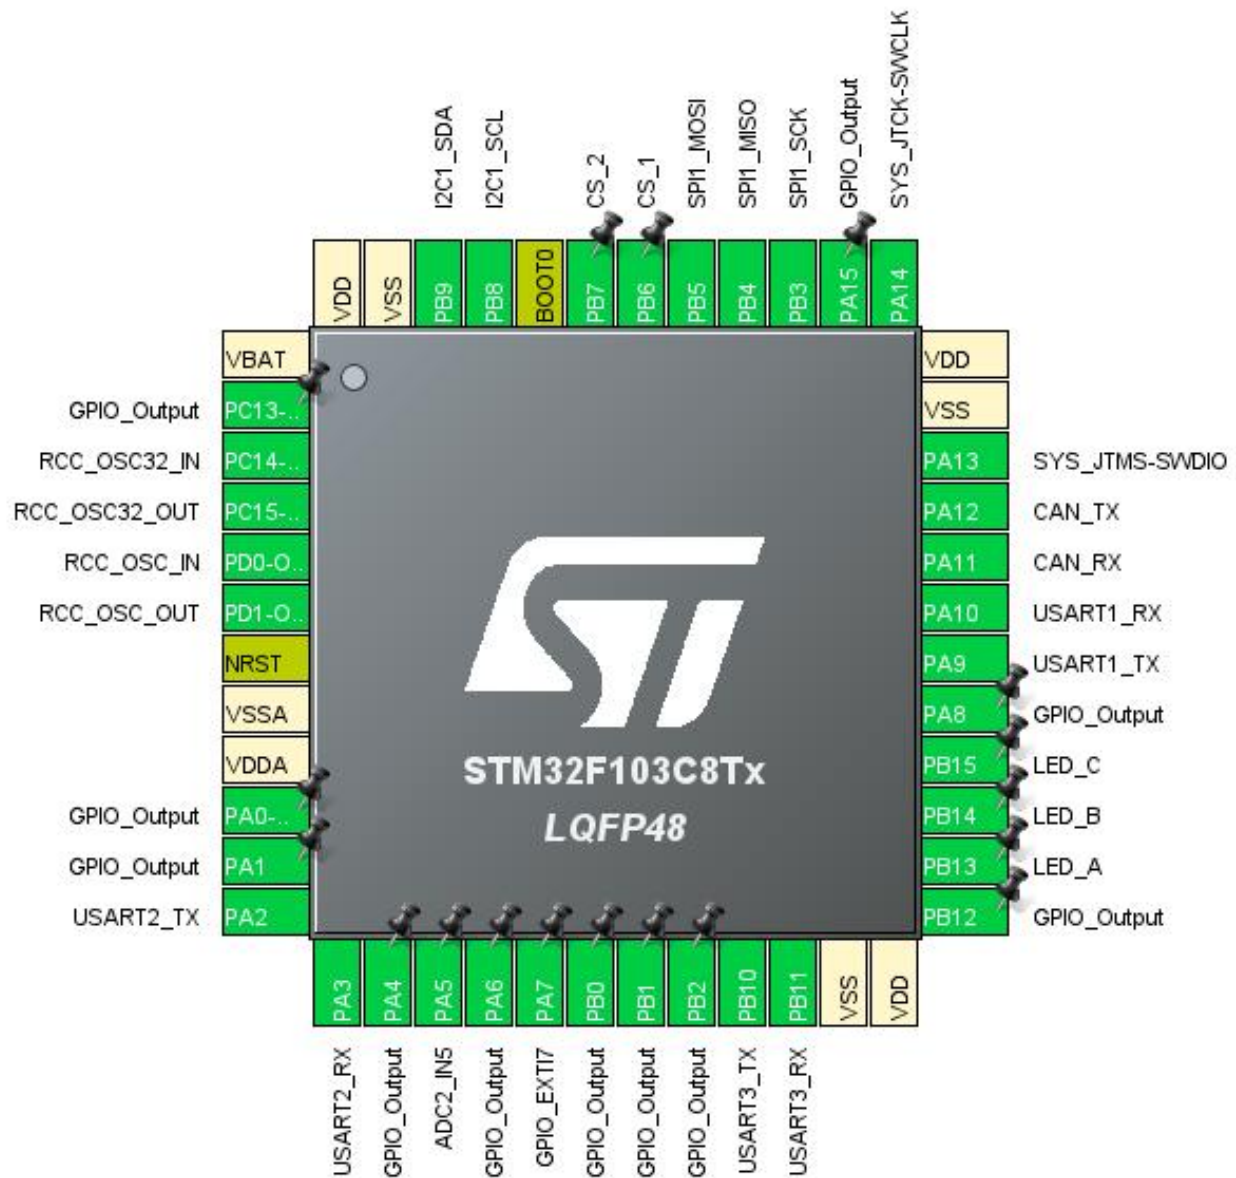 I2C1_SDA
I2C1_SCL
CS_2
CS_1
SPI1_MOSI
SPI1_MISO
SPI1_SCK
GPIO_Output
SYS_JTCK-SWCLK
VDD
VSS
PB9
PB8
BOOT0
PB7
PB6
PB5
PB4
PB3
PA15
PA14
VBAT
VDD
GPIO_Output PC13-..
VSS
RCC_OSC32_IN PC14-..
PA13 SYS_JTMS-SWDIO
RCC_OSC32_OUT PC15-..
PA12 CAN_TX
RCC_OSC_IN PD0-O..
PA11 CAN_RX
RCC_OSC_OUT PD1-O..
PA10 USART1_RX
NRST
PA9 USART1_TX
VSSA
PA8 GPIO_Output
VDDA
PB15 LED_C
GPIO_Output PA0-..
PB14 LED_B
GPIO_Output PA1
PB13 LED_A
USART2_TX PA2
PB12 GPIO_Output
ST
STM32F103C8Tx
LQFP48
PA3
PA4
PA5
PA6
PA7
PB0
PB1
PB2
PB10
PB11
VSS
VDD
USART2_RX
GPIO_Output
ADC2_IN5
GPIO_Output
GPIO_EXTI7
GPIO_Output
GPIO_Output
GPIO_Output
USART3_TX
USART3_RX